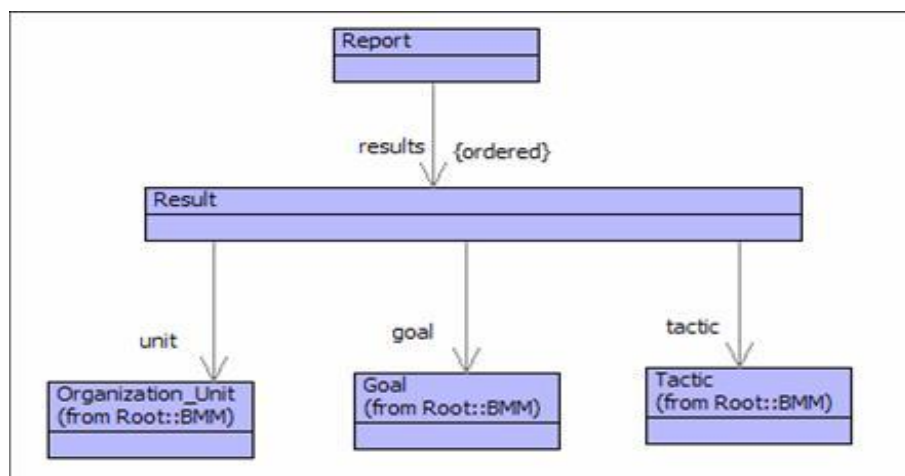 Report
results {ordered}
Result
unit
goal
tactic
Organization_Unit
(from Root::BMM)
Goal
(from Root::BMM)
Tactic
(from Root::BMM)